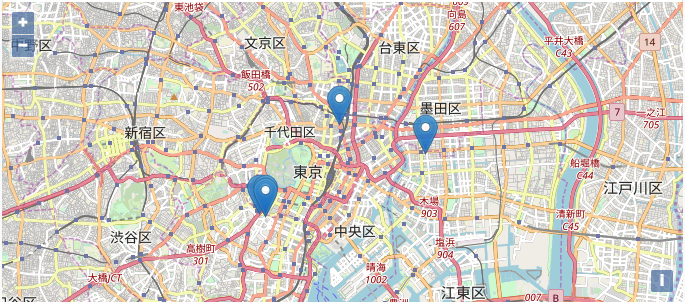 東池袋
603
向島
607
+
中野区
文京区
台東区
平井大橋
C43
14
−
飯田橋
502
墨田区
7
之江
705
新宿区
千代田区
東京
船堀橋
C44
江戸川区
木場
903
清新町
C45
渋谷区
高樹町
301
中央区
塩浜
904
大橋JCT
晴海
1002
i
江東区
007
B